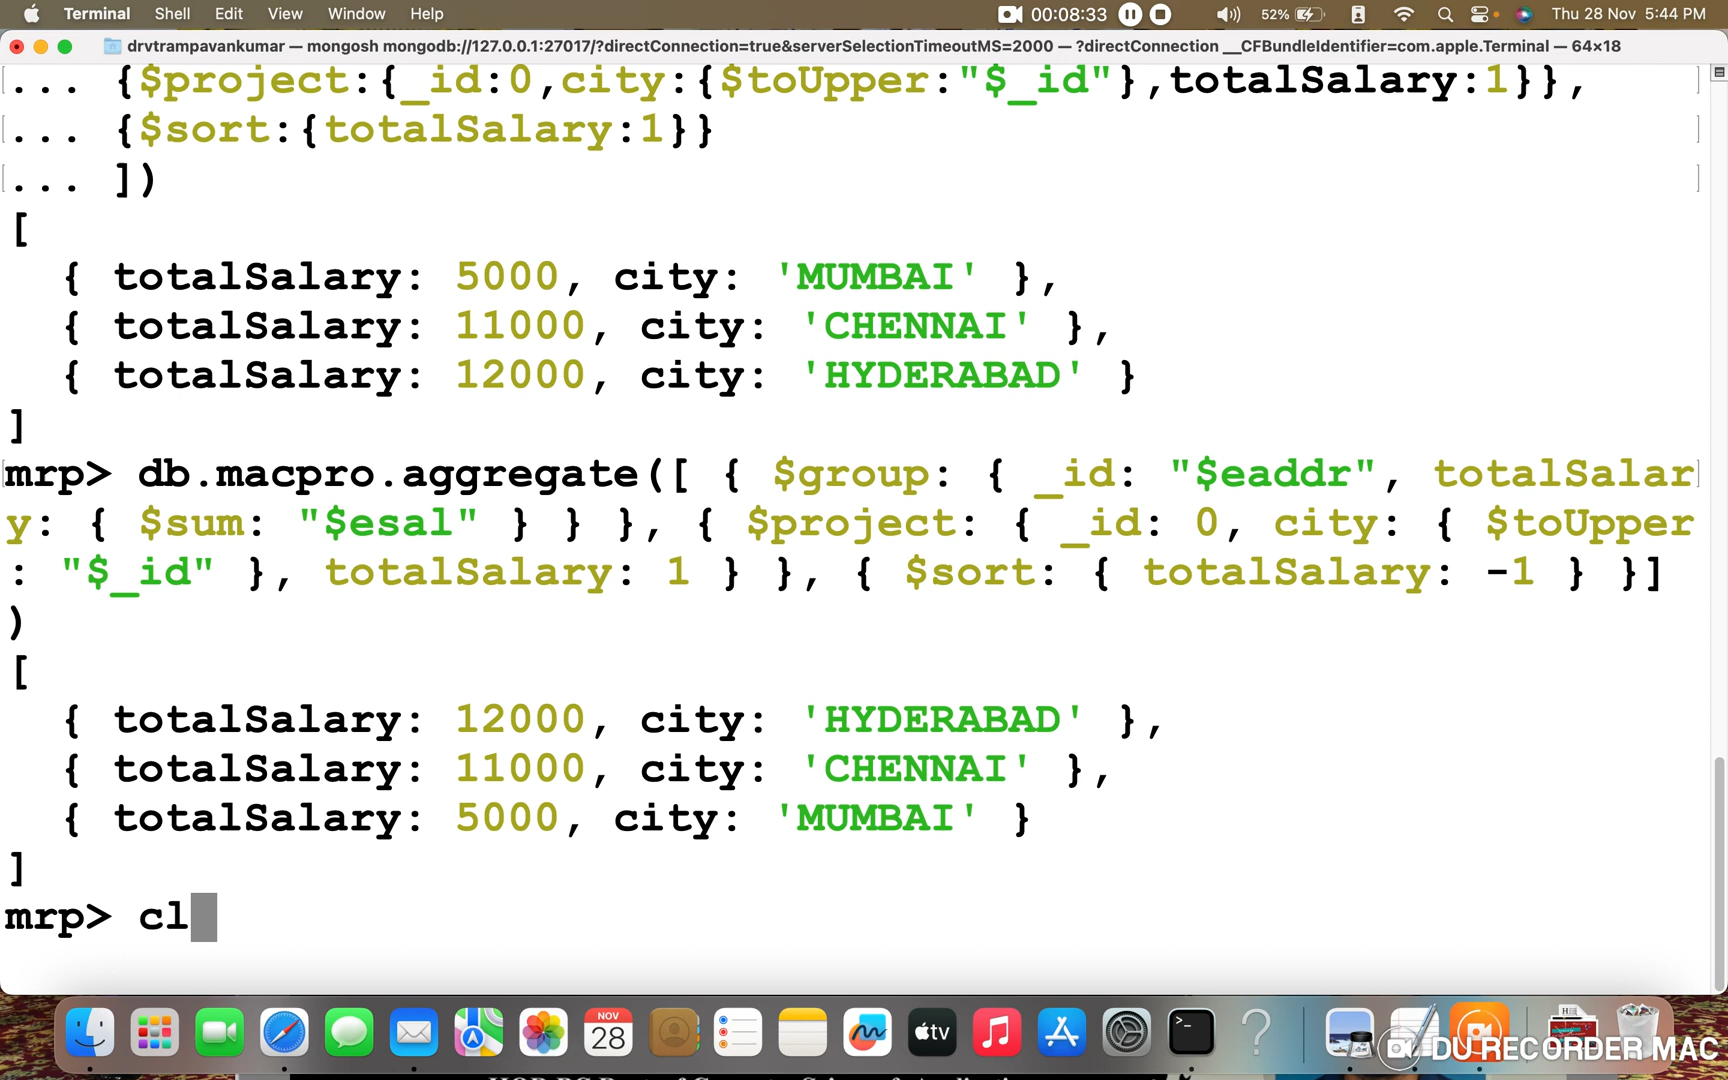 Terminal Shell Edit View Window Help 00:08:33 52% Thu 28 Nov 5:44 PM
drvtrampavankumar — mongosh mongodb://127.0.0.1:27017/?directConnection=true&serverSelectionTimeoutMS=2000 — ?directConnection __CFBundleIdentifier=com.apple.Terminal — 64×18
... {$project:{_id:0,city:{$toUpper:"$_id"},totalSalary:1}},
... {$sort:{totalSalary:1}}
... ])
[
{ totalSalary: 5000, city: 'MUMBAI' },
{ totalSalary: 11000, city: 'CHENNAI' },
{ totalSalary: 12000, city: 'HYDERABAD' }
]
mrp> db.macpro.aggregate([ { $group: { _id: "$eaddr", totalSalar
y: { $sum: "$esal" } } }, { $project: { _id: 0, city: { $toUpper
: "$_id" }, totalSalary: 1 } }, { $sort: { totalSalary: -1 } }]
)
[
{ totalSalary: 12000, city: 'HYDERABAD' },
{ totalSalary: 11000, city: 'CHENNAI' },
{ totalSalary: 5000, city: 'MUMBAI' }
]
mrp> cl
NOV
28
tv
DU RECORDER MAC